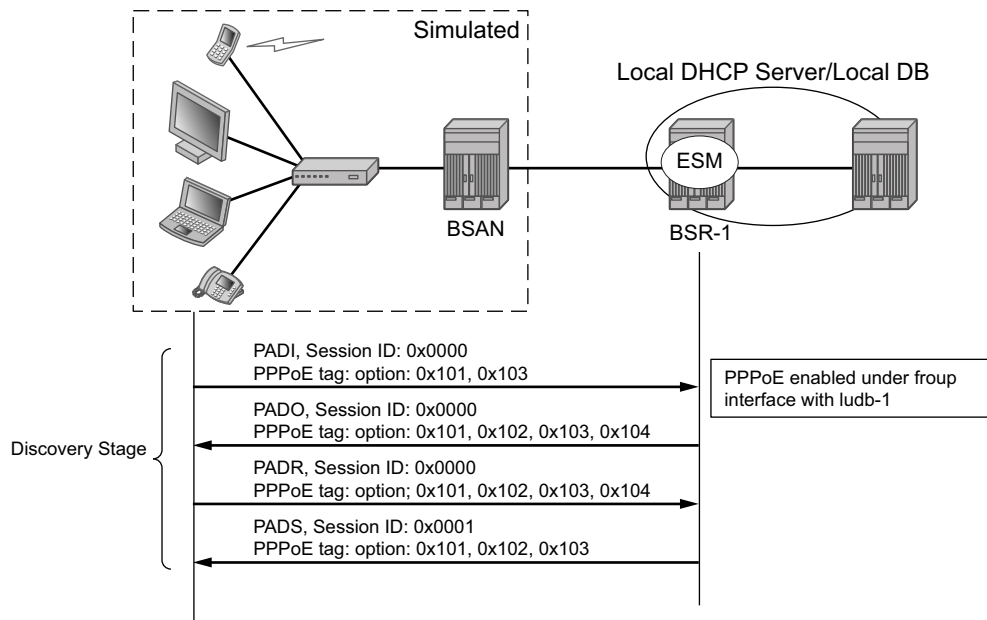 Simulated
Local DHCP Server/Local DB
ESM
BSAN
BSR-1
PADI, Session ID: 0x0000
PPPoE tag: option: 0x101, 0x103
PPPoE enabled under froup
interface with ludb-1
PADO, Session ID: 0x0000
PPPoE tag: option: 0x101, 0x102, 0x103, 0x104
Discovery Stage
PADR, Session ID: 0x0000
PPPoE tag: option; 0x101, 0x102, 0x103, 0x104
PADS, Session ID: 0x0001
PPPoE tag: option: 0x101, 0x102, 0x103